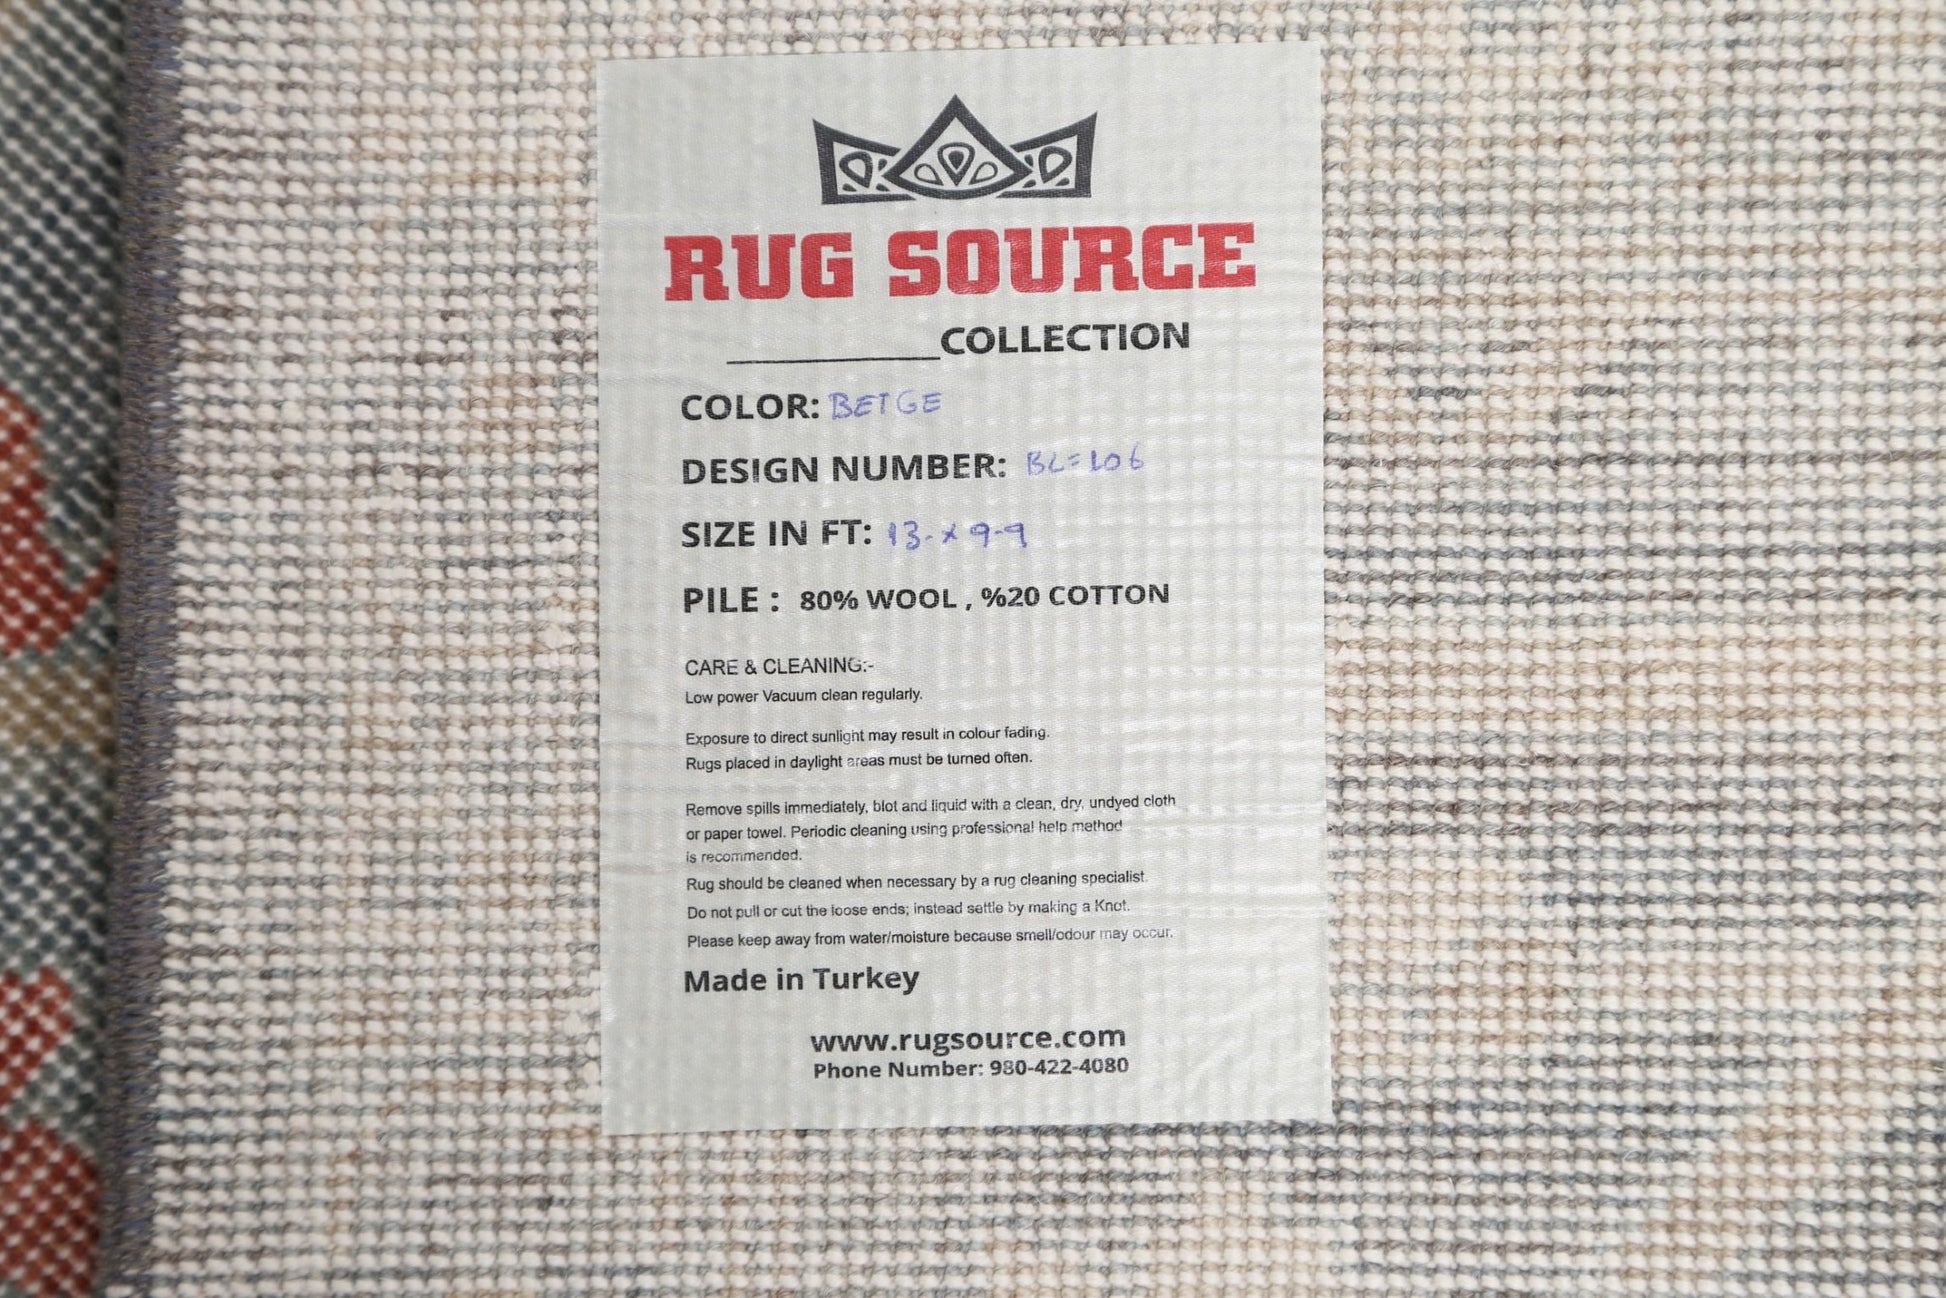 RUG SOURCE
__________COLLECTION
COLOR: BEIGE
DESIGN NUMBER: BL=106
SIZE IN FT: 13-x9-9
PILE : 80% WOOL , %20 COTTON
CARE & CLEANING:-
Low power Vacuum clean regularly.
Exposure to direct sunlight may result in colour fading.
Rugs placed in daylight areas must be turned often.
Remove spills immediately, blot and liquid with a clean, dry, undyed cloth
or paper towel. Periodic cleaning using professional help method
is recommended.
Rug should be cleaned when necessary by a rug cleaning specialist.
Do not pull or cut the loose ends; instead settle by making a Knot.
Please keep away from water/moisture because smell/odour may occur.
Made in Turkey
www.rugsource.com
Phone Number: 980-422-4080